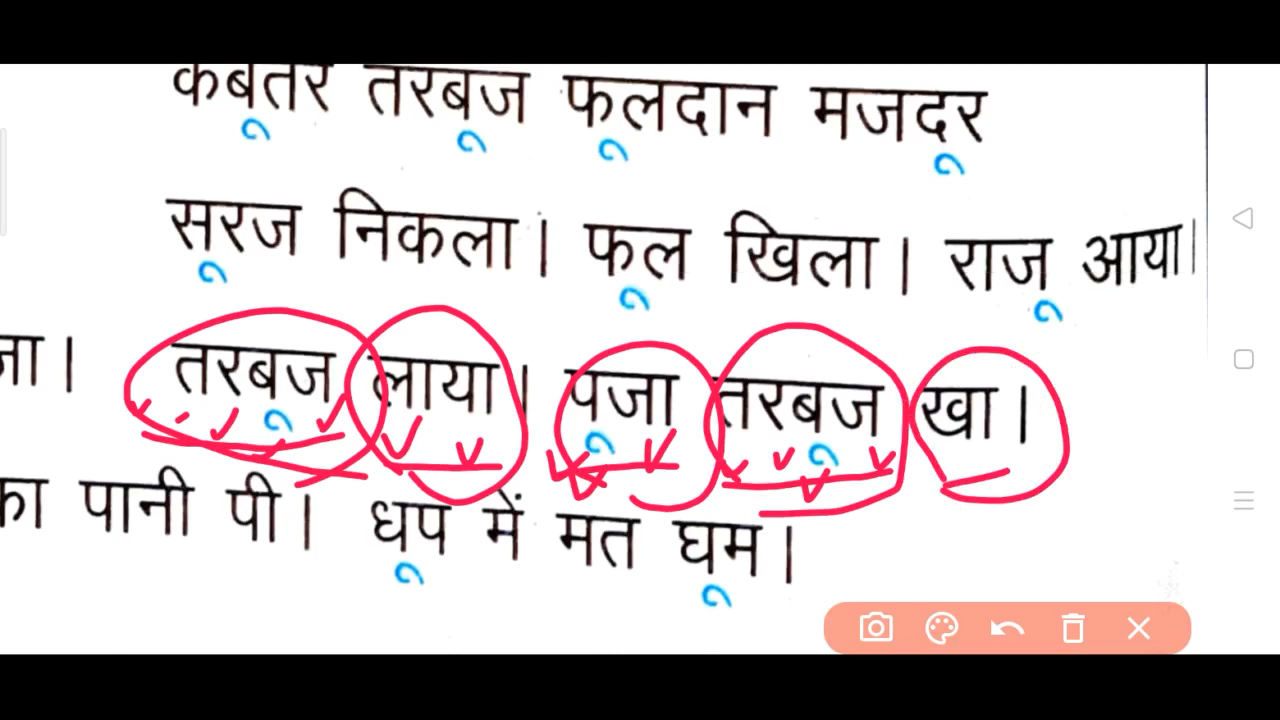 कबूतर तरबूज फूलदान मजदूर
सूरज निकला। फूल खिला। राजू आया।
तरबूज लाया। पूजा तरबूज खा।
का पानी पी। धूप में मत घूम।